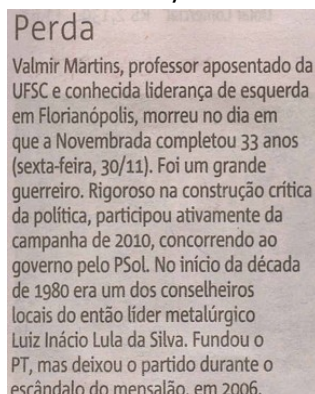 Perda
Valmir Martins, professor aposentado da
UFSC e conhecida liderança de esquerda
em Florianópolis, morreu no dia em
que a Novembrada completou 33 anos
(sexta-feira, 30/11). Foi um grande
guerreiro. Rigoroso na construção crítica
da política, participou ativamente da
campanha de 2010, concorrendo ao
governo pelo PSol. No início da década
de 1980 era um dos conselheiros
locais do então líder metalúrgico
Luiz Inácio Lula da Silva. Fundou o
PT, mas deixou o partido durante o
escândalo do mensalão, em 2006.